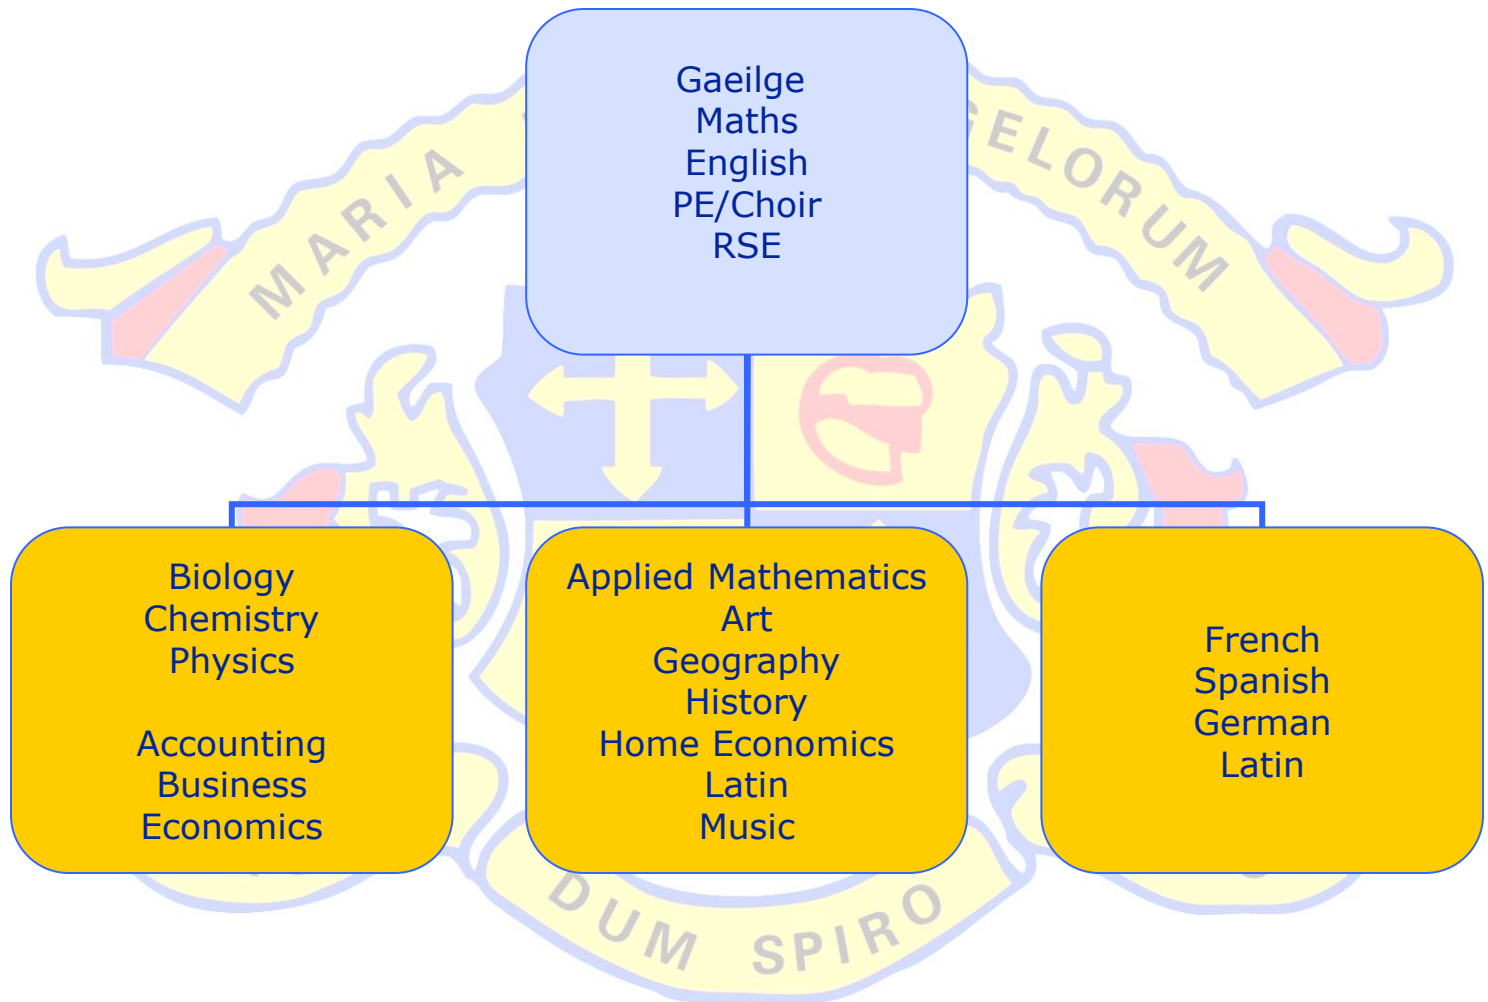 MARIA
GELORUM
Gaeilge
Maths
English
PE/Choir
RSE
Biology
Chemistry
Physics
Accounting
Business
Economics
Applied Mathematics
Art
Geography
History
Home Economics
Latin
Music
French
Spanish
German
Latin
DUM SPIRO